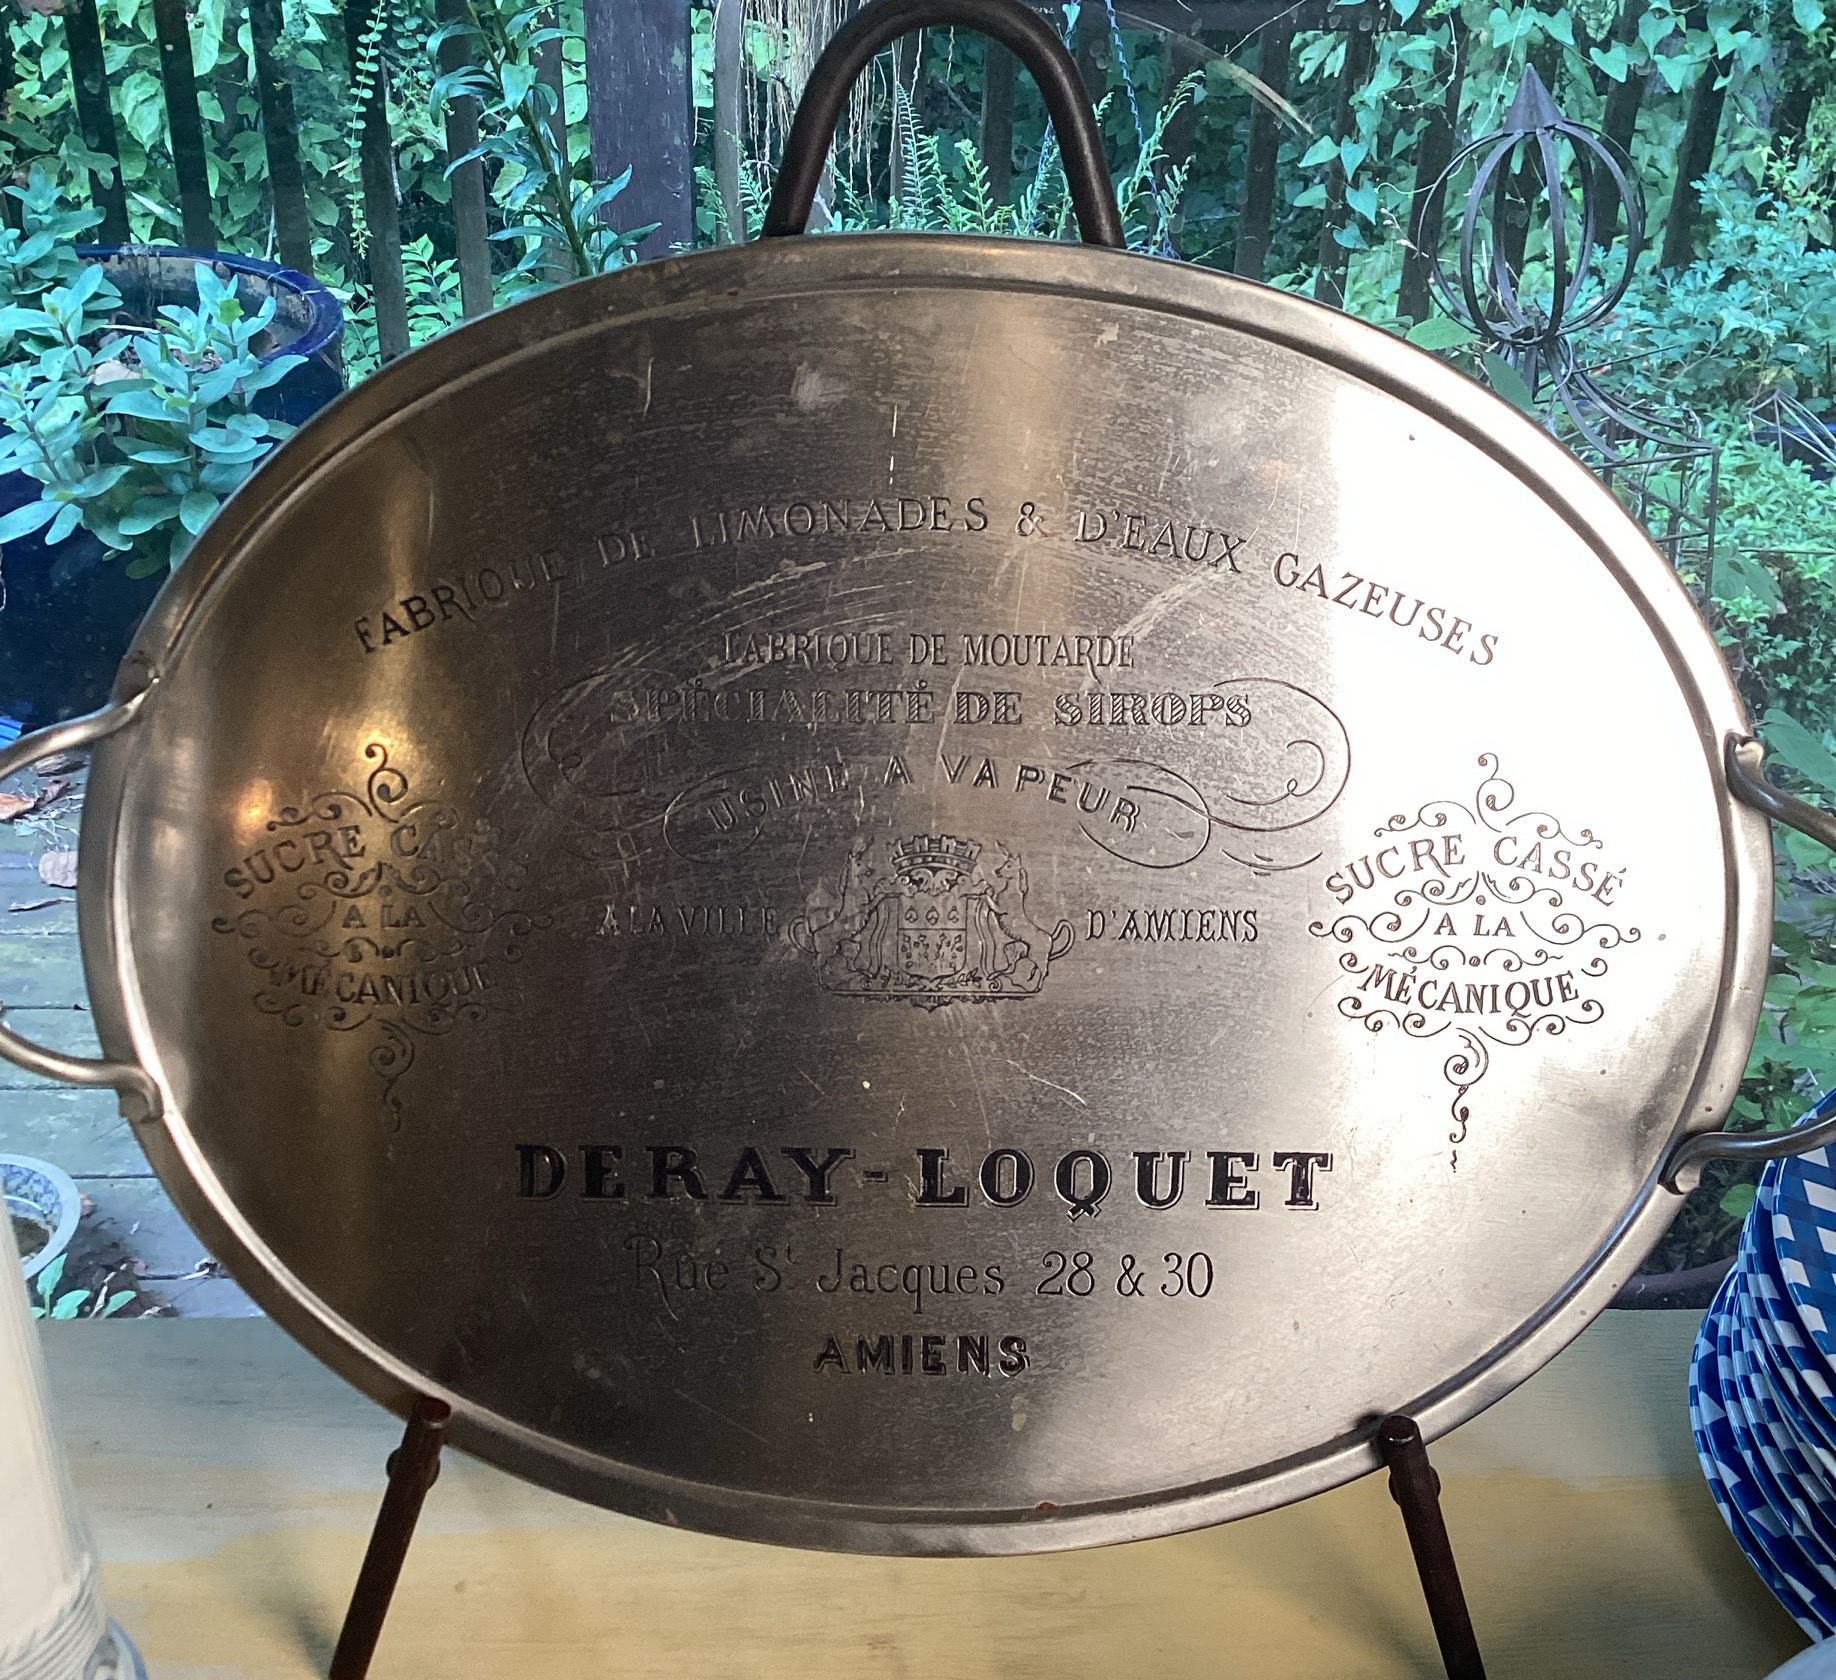 FABRIQUE DE LIMONADES & D'EAUX GAZEUSES
FABRIQUE DE MOUTARDE
SPÉCIALITÉ DE SIROPS
USINE A VAPEUR
SUCRE CASSÉ
A LA
MÉCANIQUE
A LA VILLE D'AMIENS
SUCRE CASSÉ
A LA
MÉCANIQUE
DERAY-LOQUET
Rue St Jacques 28 & 30
AMIENS